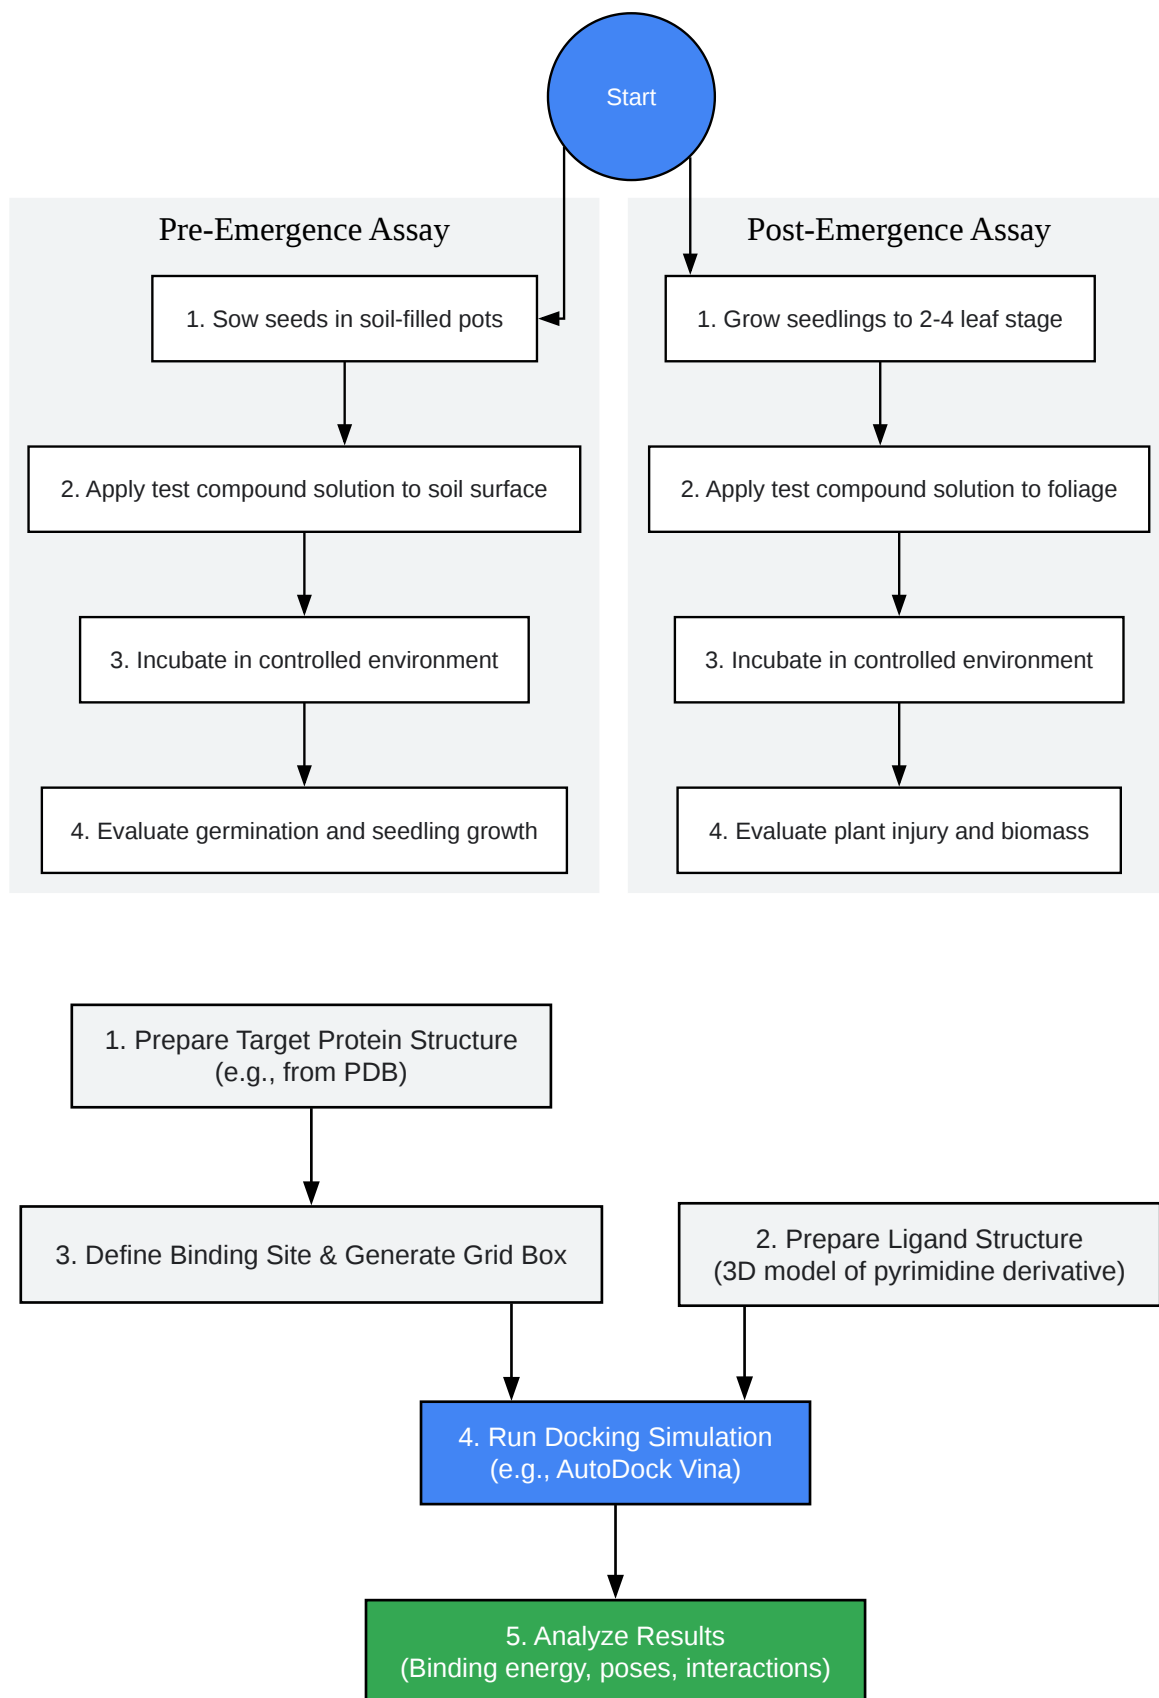 Start
Pre-Emergence Assay
1. Sow seeds in soil-filled pots
2. Apply test compound solution to soil surface
3. Incubate in controlled environment
4. Evaluate germination and seedling growth
Post-Emergence Assay
1. Grow seedlings to 2-4 leaf stage
2. Apply test compound solution to foliage
3. Incubate in controlled environment
4. Evaluate plant injury and biomass
1. Prepare Target Protein Structure
(e.g., from PDB)
3. Define Binding Site & Generate Grid Box
2. Prepare Ligand Structure
(3D model of pyrimidine derivative)
4. Run Docking Simulation
(e.g., AutoDock Vina)
5. Analyze Results
(Binding energy, poses, interactions)